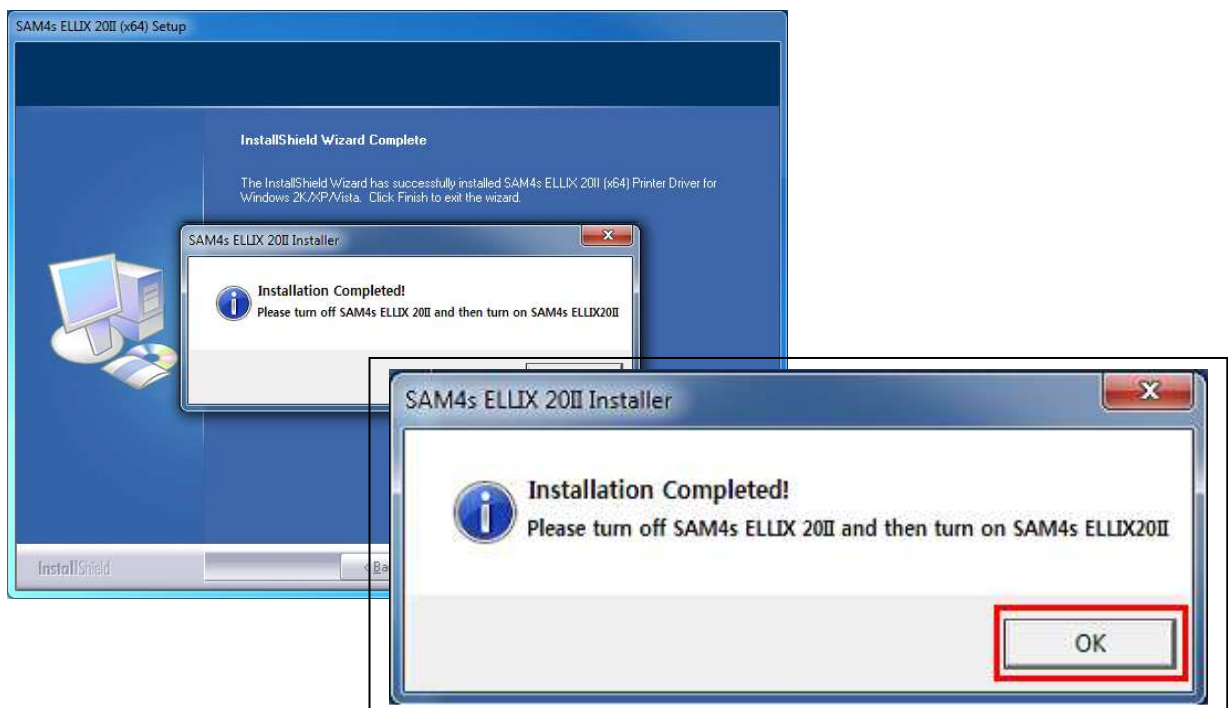 SAM4s ELLIX 20II (x64) Setup
InstallShield Wizard Complete
The InstallShield Wizard has successfully installed SAM4s ELLIX 20II (x64) Printer Driver for
Windows 2K/XP/Vista. Click Finish to exit the wizard.
SAM4s ELLIX 20II Installer
Installation Completed!
Please turn off SAM4s ELLIX 20II and then turn on SAM4s ELLIX20II
InstallShield
< Ba
SAM4s ELLIX 20II Installer
Installation Completed!
Please turn off SAM4s ELLIX 20II and then turn on SAM4s ELLIX20II
OK